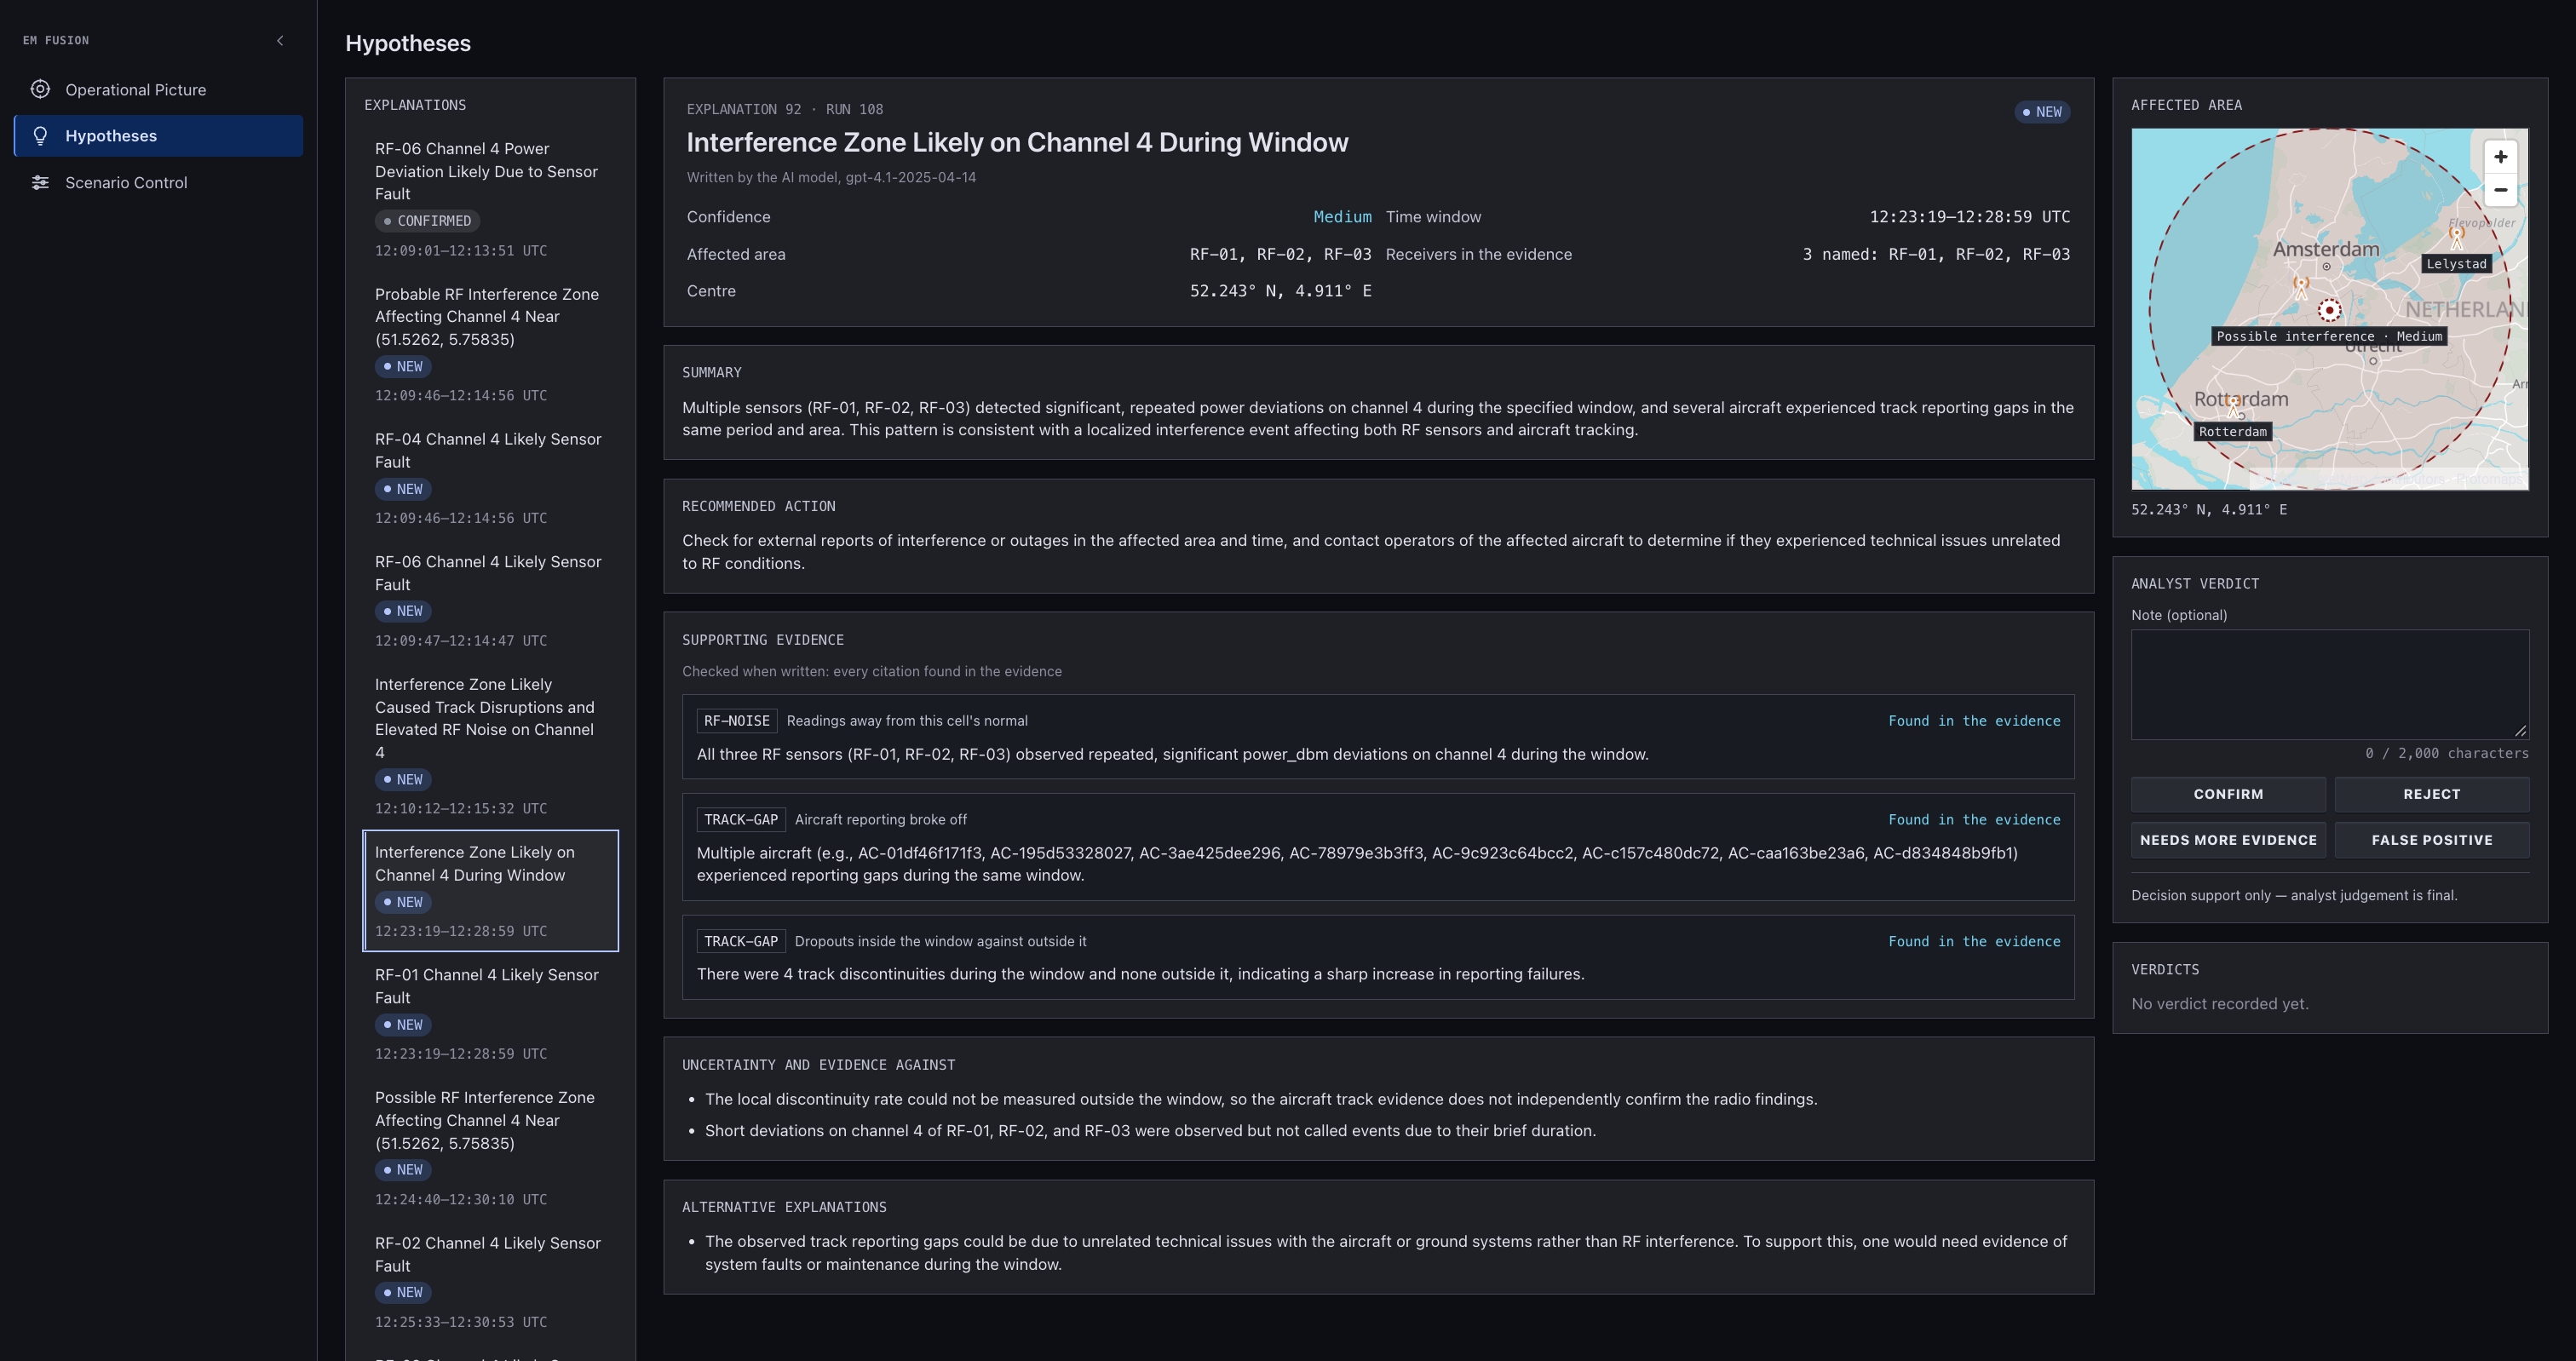 EM FUSION
Operational Picture
Hypotheses
Scenario Control
Hypotheses
EXPLANATIONS
RF-06 Channel 4 Power
Deviation Likely Due to Sensor
Fault
CONFIRMED
12:09:01–12:13:51 UTC
Probable RF Interference Zone
Affecting Channel 4 Near
(51.5262, 5.75835)
NEW
12:09:46–12:14:56 UTC
RF-04 Channel 4 Likely Sensor
Fault
NEW
12:09:46–12:14:56 UTC
RF-06 Channel 4 Likely Sensor
Fault
NEW
12:09:47–12:14:47 UTC
Interference Zone Likely
Caused Track Disruptions and
Elevated RF Noise on Channel
4
NEW
12:10:12–12:15:32 UTC
Interference Zone Likely on
Channel 4 During Window
NEW
12:23:19–12:28:59 UTC
RF-01 Channel 4 Likely Sensor
Fault
NEW
12:23:19–12:28:59 UTC
Possible RF Interference Zone
Affecting Channel 4 Near
(51.5262, 5.75835)
NEW
12:24:40–12:30:10 UTC
RF-02 Channel 4 Likely Sensor
Fault
NEW
12:25:33–12:30:53 UTC
EXPLANATION 92 · RUN 108
NEW
Interference Zone Likely on Channel 4 During Window
Written by the AI model, gpt-4.1-2025-04-14
Confidence Medium Time window 12:23:19–12:28:59 UTC
Affected area RF-01, RF-02, RF-03 Receivers in the evidence 3 named: RF-01, RF-02, RF-03
Centre 52.243° N, 4.911° E
SUMMARY
Multiple sensors (RF-01, RF-02, RF-03) detected significant, repeated power deviations on channel 4 during the specified window, and several aircraft experienced track reporting gaps in the
same period and area. This pattern is consistent with a localized interference event affecting both RF sensors and aircraft tracking.
RECOMMENDED ACTION
Check for external reports of interference or outages in the affected area and time, and contact operators of the affected aircraft to determine if they experienced technical issues unrelated
to RF conditions.
SUPPORTING EVIDENCE
Checked when written: every citation found in the evidence
RF-NOISE Readings away from this cell's normal Found in the evidence
All three RF sensors (RF-01, RF-02, RF-03) observed repeated, significant power_dbm deviations on channel 4 during the window.
TRACK-GAP Aircraft reporting broke off Found in the evidence
Multiple aircraft (e.g., AC-01df46f171f3, AC-195d53328027, AC-3ae425dee296, AC-78979e3b3ff3, AC-9c923c64bcc2, AC-c157c480dc72, AC-caa163be23a6, AC-d834848b9fb1)
experienced reporting gaps during the same window.
TRACK-GAP Dropouts inside the window against outside it Found in the evidence
There were 4 track discontinuities during the window and none outside it, indicating a sharp increase in reporting failures.
UNCERTAINTY AND EVIDENCE AGAINST
• The local discontinuity rate could not be measured outside the window, so the aircraft track evidence does not independently confirm the radio findings.
• Short deviations on channel 4 of RF-01, RF-02, and RF-03 were observed but not called events due to their brief duration.
ALTERNATIVE EXPLANATIONS
• The observed track reporting gaps could be due to unrelated technical issues with the aircraft or ground systems rather than RF interference. To support this, one would need evidence of
system faults or maintenance during the window.
AFFECTED AREA
+
−
Flevopolder
Amsterdam
Lelystad
Possible interference · Medium
Utrecht
Rotterdam
Rotterdam
52.243° N, 4.911° E
ANALYST VERDICT
Note (optional)
0 / 2,000 characters
CONFIRM
REJECT
NEEDS MORE EVIDENCE
FALSE POSITIVE
Decision support only — analyst judgement is final.
VERDICTS
No verdict recorded yet.